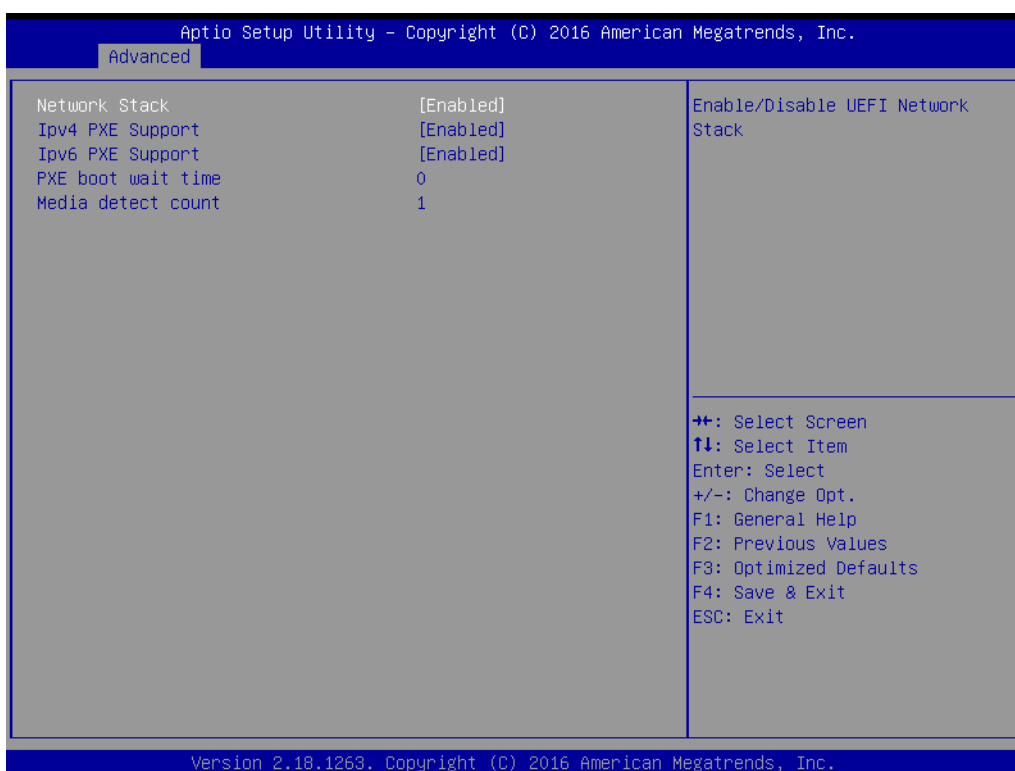 Aptio Setup Utility – Copyright (C) 2016 American Megatrends, Inc.
Advanced
Network Stack [Enabled]
Ipv4 PXE Support [Enabled]
Ipv6 PXE Support [Enabled]
PXE boot wait time 0
Media detect count 1
Enable/Disable UEFI Network
Stack
→←: Select Screen
↑↓: Select Item
Enter: Select
+/-: Change Opt.
F1: General Help
F2: Previous Values
F3: Optimized Defaults
F4: Save & Exit
ESC: Exit
Version 2.18.1263. Copyright (C) 2016 American Megatrends, Inc.